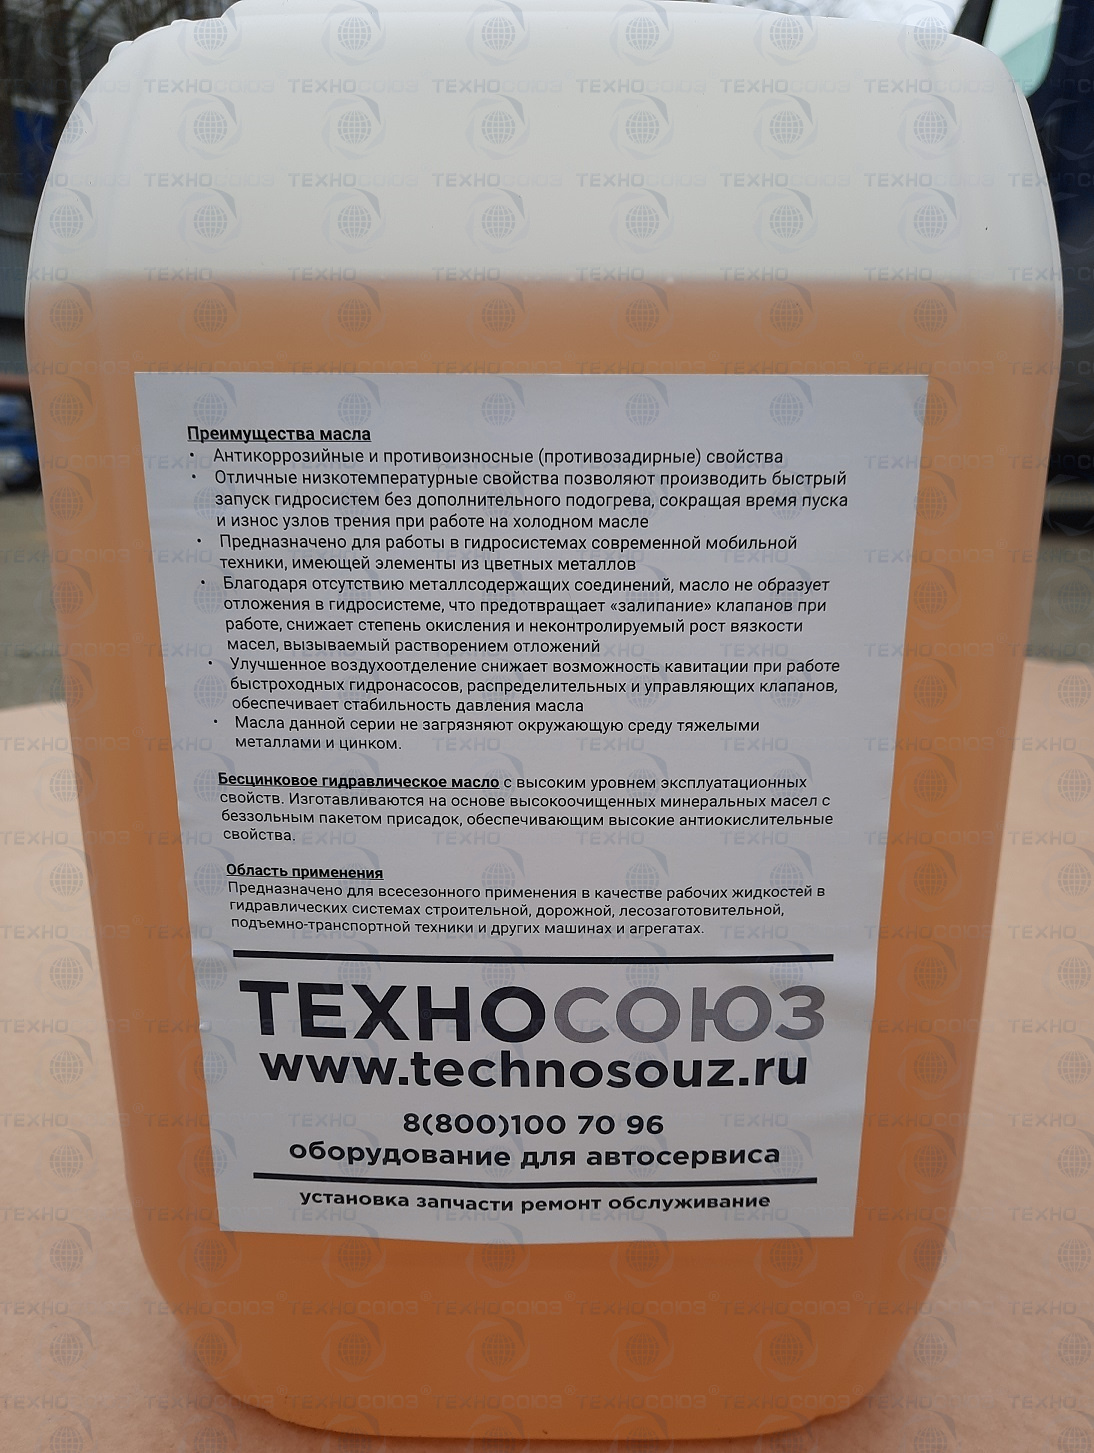 Преимущества масла
• Антикоррозийные и противоизносные (противозадирные) свойства
• Отличные низкотемпературные свойства позволяют производить быстрый
запуск гидросистем без дополнительного подогрева, сокращая время пуска
и износ узлов трения при работе на холодном масле
• Предназначено для работы в гидросистемах современной мобильной
техники, имеющей элементы из цветных металлов
• Благодаря отсутствию металлсодержащих соединений, масло не образует
отложения в гидросистеме, что предотвращает «залипание» клапанов при
работе, снижает степень окисления и неконтролируемый рост вязкости
масел, вызываемый растворением отложений
• Улучшенное воздухоотделение снижает возможность кавитации при работе
быстроходных гидронасосов, распределительных и управляющих клапанов,
обеспечивает стабильность давления масла
• Масла данной серии не загрязняют окружающую среду тяжелыми
металлами и цинком.
Бесцинковое гидравлическое масло с высоким уровнем эксплуатационных
свойств. Изготавливаются на основе высокоочищенных минеральных масел с
беззольным пакетом присадок, обеспечивающим высокие антиокислительные
свойства.
Область применения
Предназначено для всесезонного применения в качестве рабочих жидкостей в
гидравлических системах строительной, дорожной, лесозаготовительной,
подъемно-транспортной техники и других машинах и агрегатах.
ТЕХНОСОЮЗ
www.technosouz.ru
8(800)100 70 96
оборудование для автосервиса
установка запчасти ремонт обслуживание